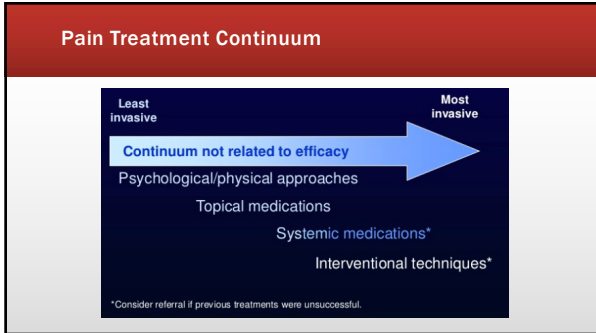 Pain Treatment Continuum
Least
invasive
Most
invasive
Continuum not related to efficacy
Psychological/physical approaches
Topical medications
Systemic medications*
Interventional techniques*
*Consider referral if previous treatments were unsuccessful.